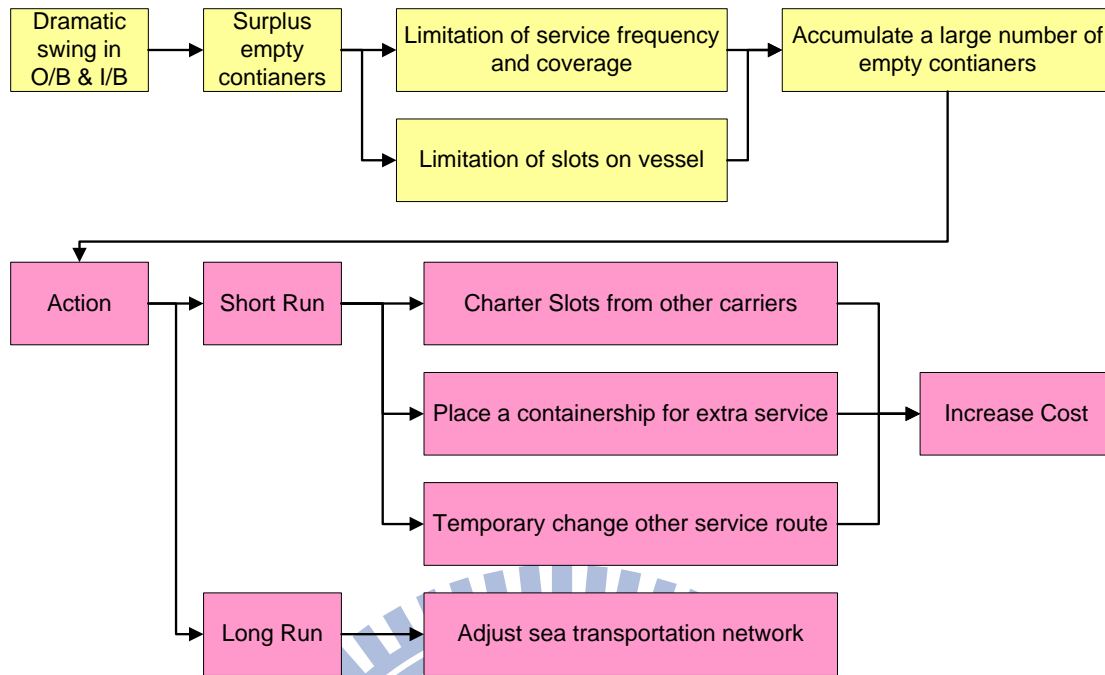 Dramatic
swing in
O/B & I/B
Surplus
empty
contianers
Limitation of service frequency
and coverage
Accumulate a large number of
empty contianers
Limitation of slots on vessel
Action
Short Run
Charter Slots from other carriers
Place a containership for extra service
Increase Cost
Temporary change other service route
Long Run
Adjust sea transportation network